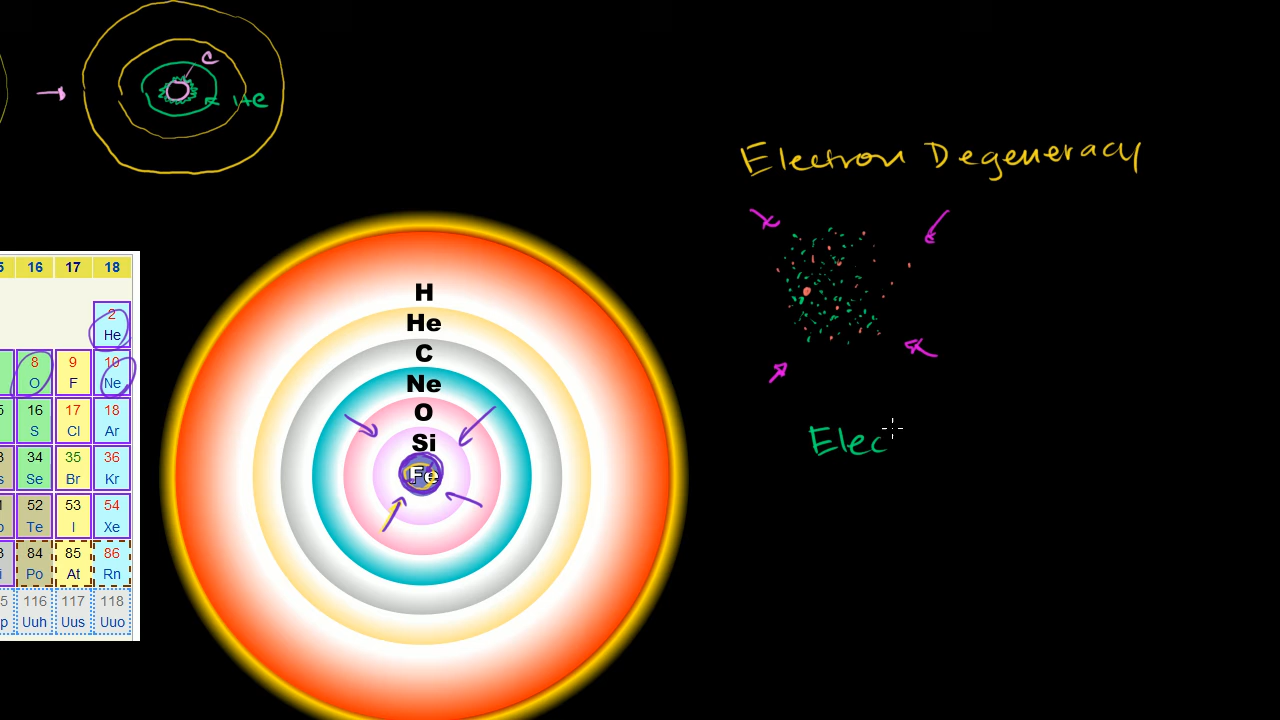 C
He
Electron Degeneracy
16 17 18
2
He
8 9 10
O F Ne
16 17 18
S Cl Ar
34 35 36
Se Br Kr
52 53 54
Te I Xe
84 85 86
Po At Rn
116 117 118
Uuh Uus Uuo
H
He
C
Ne
O
Si
Fe
Elec